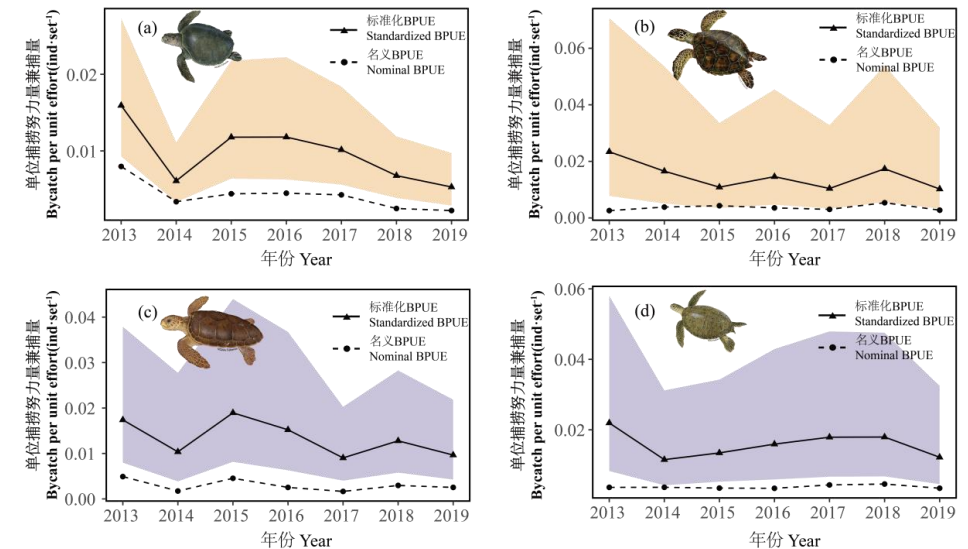 单位捕捞努力量兼捕量
Bycatch per unit effort(ind·set⁻¹)
(a)
标准化BPUE
Standardized BPUE
名义BPUE
Nominal BPUE
0.02
0.01
2013 2014 2015 2016 2017 2018 2019
年份 Year
单位捕捞努力量兼捕量
Bycatch per unit effort(ind·set⁻¹)
(b)
标准化BPUE
Standardized BPUE
名义BPUE
Nominal BPUE
0.06
0.04
0.02
0.00
2013 2014 2015 2016 2017 2018 2019
年份 Year
单位捕捞努力量兼捕量
Bycatch per unit effort(ind·set⁻¹)
(c)
标准化BPUE
Standardized BPUE
名义BPUE
Nominal BPUE
0.04
0.03
0.02
0.01
0.00
2013 2014 2015 2016 2017 2018 2019
年份 Year
单位捕捞努力量兼捕量
Bycatch per unit effort(ind·set⁻¹)
(d)
标准化BPUE
Standardized BPUE
名义BPUE
Nominal BPUE
0.06
0.04
0.02
2013 2014 2015 2016 2017 2018 2019
年份 Year